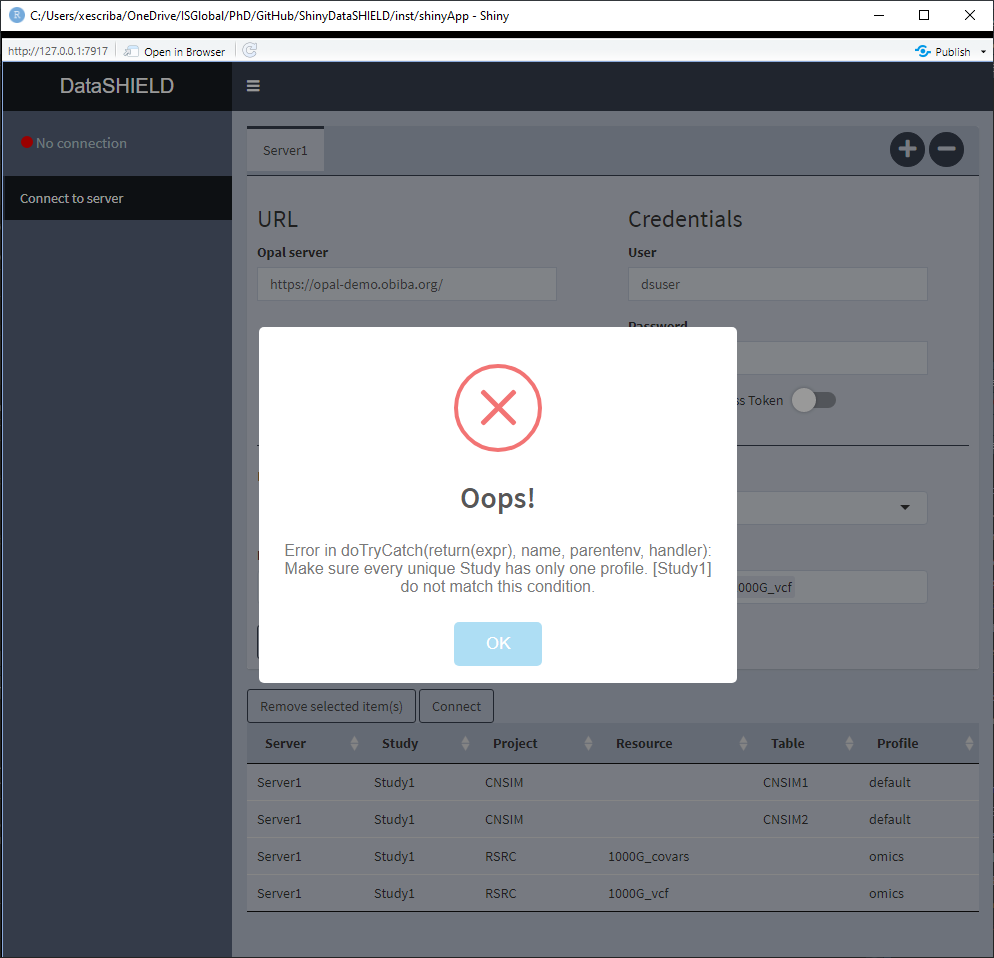 C:/Users/xescriba/OneDrive/ISGlobal/PhD/GitHub/ShinyDataSHIELD/inst/shinyApp - Shiny
http://127.0.0.1:7917 Open in Browser Publish
DataSHIELD
No connection
Connect to server
Server1
URL Credentials
Opal server User
https://opal-demo.obiba.org/ dsuser
Password
Token
Oops!
Error in doTryCatch(return(expr), name, parentenv, handler):
Make sure every unique Study has only one profile. [Study1]
do not match this condition.
000G_vcf
OK
Remove selected item(s) Connect
Server Study Project Resource Table Profile
Server1 Study1 CNSIM CNSIM1 default
Server1 Study1 CNSIM CNSIM2 default
Server1 Study1 RSRC 1000G_covars omics
Server1 Study1 RSRC 1000G_vcf omics